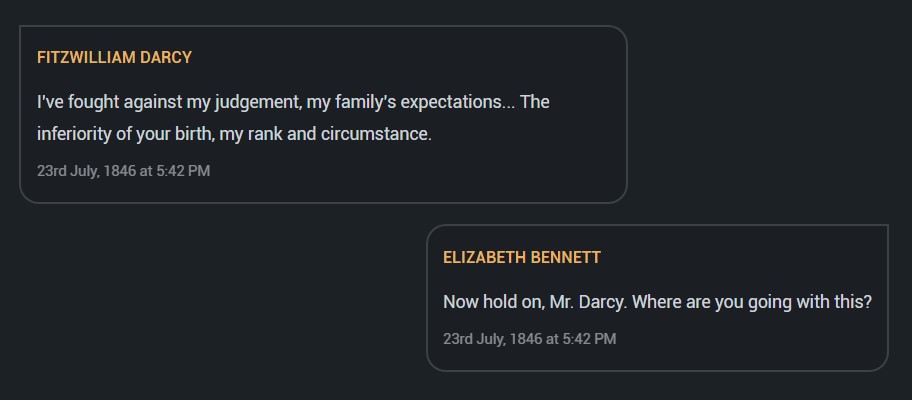 FITZWILLIAM DARCY
I've fought against my judgement, my family's expectations... The
inferiority of your birth, my rank and circumstance.
23rd July, 1846 at 5:42 PM
ELIZABETH BENNETT
Now hold on, Mr. Darcy. Where are you going with this?
23rd July, 1846 at 5:42 PM